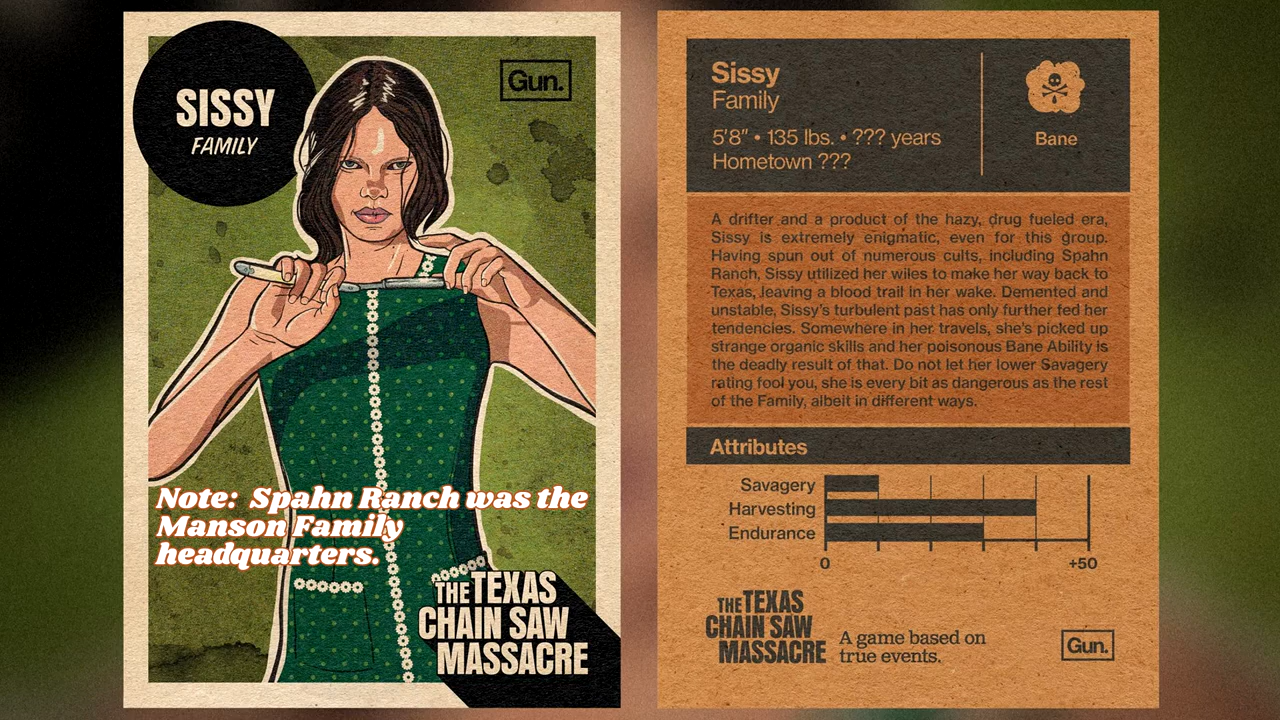 SISSY
FAMILY
Gun.
Note:  Spahn Ranch was the
Manson Family
headquarters.
THE TEXAS
CHAIN SAW
MASSACRE
Sissy
Family
5'8" • 135 lbs. • ??? years
Hometown ???
Bane
A drifter and a product of the hazy, drug fueled era,
Sissy is extremely enigmatic, even for this group.
Having spun out of numerous cults, including Spahn
Ranch, Sissy utilized her wiles to make her way back to
Texas, leaving a blood trail in her wake. Demented and
unstable, Sissy's turbulent past has only further fed her
tendencies. Somewhere in her travels, she's picked up
strange organic skills and her poisonous Bane Ability is
the deadly result of that. Do not let her lower Savagery
rating fool you, she is every bit as dangerous as the rest
of the Family, albeit in different ways.
Attributes
Savagery
Harvesting
Endurance
0
+50
THE TEXAS
CHAIN SAW
MASSACRE
A game based on
true events.
Gun.